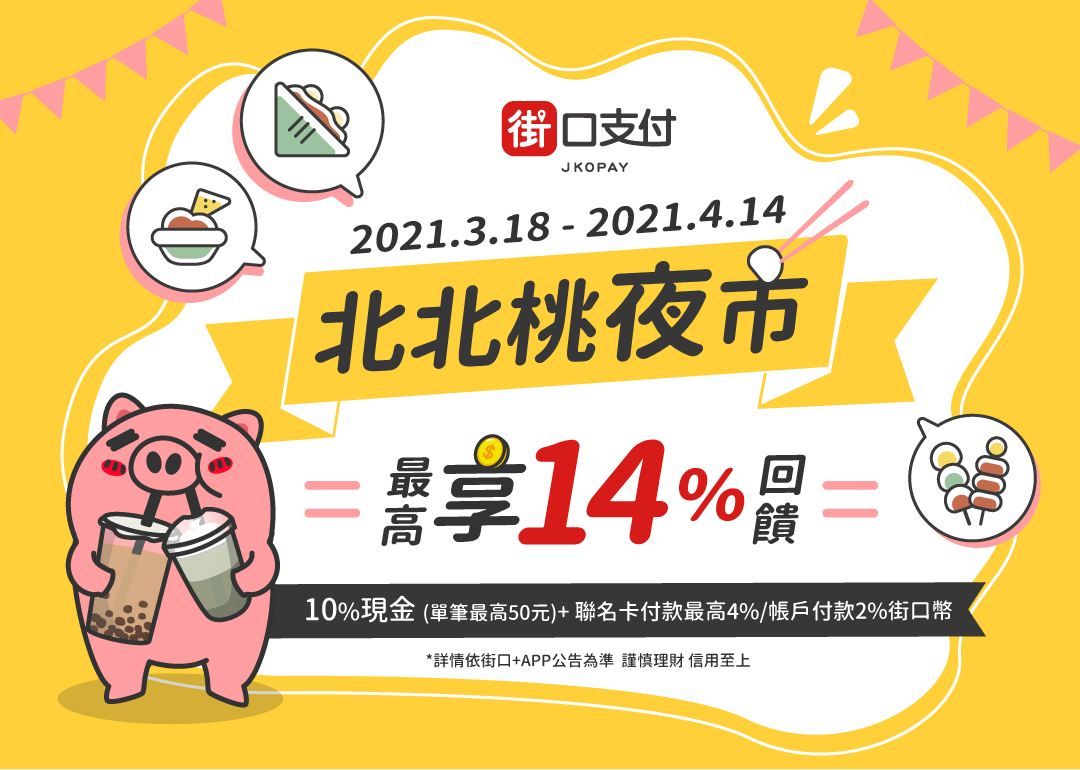 街口支付
JKOPAY
2021.3.18 - 2021.4.14
北北桃夜市
最高享14%回饋
10%現金 (單筆最高50元)+ 聯名卡付款最高4%/帳戶付款2%街口幣
*詳情依街口+APP公告為準 謹慎理財 信用至上